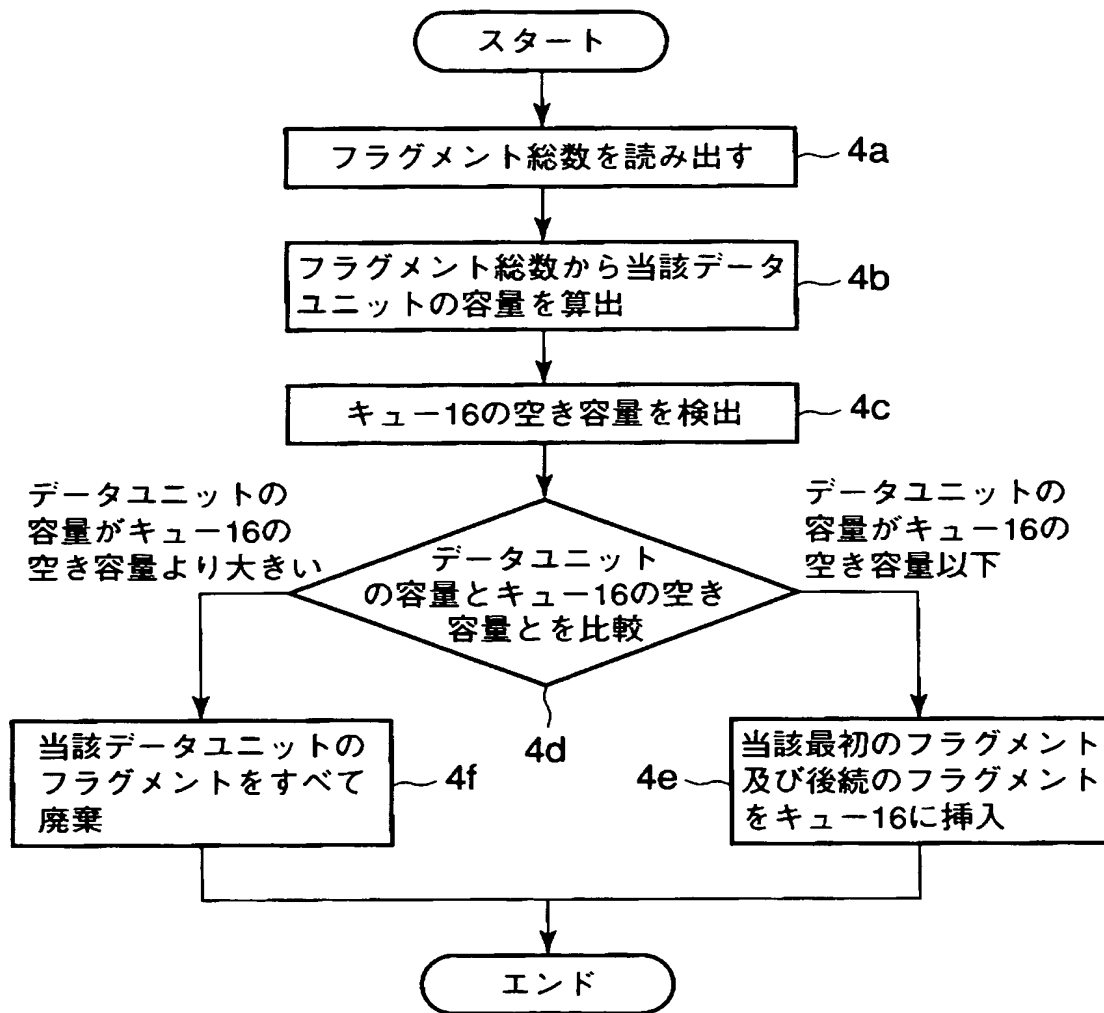 スタート
フラグメント総数を読み出す
4a
フラグメント総数から当該データ
ユニットの容量を算出
4b
キュー16の空き容量を検出
4c
データユニットの
容量がキュー16の
空き容量より大きい
データユニットの
容量がキュー16の
空き容量以下
データユニット
の容量とキュー16の空き
容量とを比較
4d
当該データユニットの
フラグメントをすべて
廃棄
4f
4e
当該最初のフラグメント
及び後続のフラグメント
をキュー16に挿入
エンド